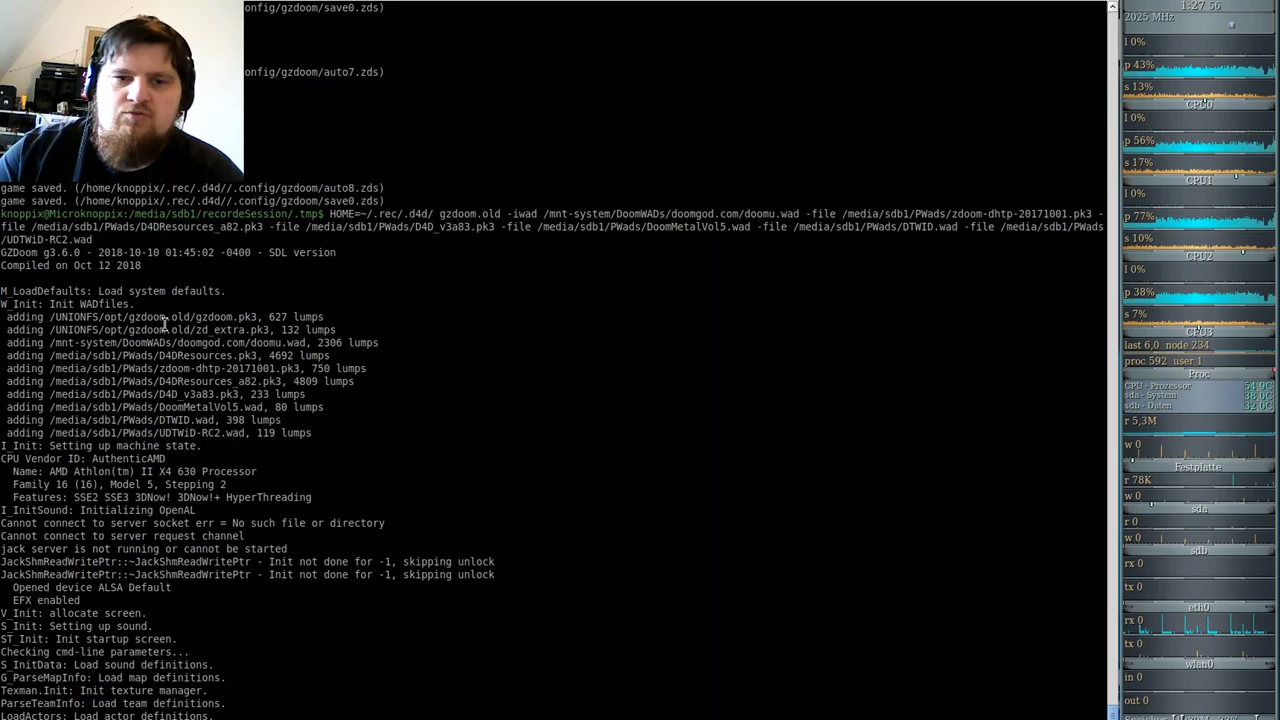 onfig/gzdoom/save0.zds)
onfig/gzdoom/auto7.zds)
game saved. (/home/knoppix/.rec/.d4d//.config/gzdoom/auto8.zds)
game saved. (/home/knoppix/.rec/.d4d//.config/gzdoom/save0.zds)
knoppix@Microknoppix:/media/sdb1/recordeSession/.tmp$ HOME=~/.rec/.d4d/ gzdoom.old -iwad /mnt-system/DoomWADs/doomgod.com/doomu.wad -file /media/sdb1/PWads/zdoom-dhtp-20171001.pk3 -
file /media/sdb1/PWads/D4DResources_a82.pk3 -file /media/sdb1/PWads/D4D_v3a83.pk3 -file /media/sdb1/PWads/DoomMetalVol5.wad -file /media/sdb1/PWads/DTWID.wad -file /media/sdb1/PWads
/UDTWiD-RC2.wad
GZDoom g3.6.0 - 2018-10-10 01:45:02 -0400 - SDL version
Compiled on Oct 12 2018
M_LoadDefaults: Load system defaults.
W_Init: Init WADfiles.
adding /UNIONFS/opt/gzdoom.old/gzdoom.pk3, 627 lumps
adding /UNIONFS/opt/gzdoom.old/zd_extra.pk3, 132 lumps
adding /mnt-system/DoomWADs/doomgod.com/doomu.wad, 2306 lumps
adding /media/sdb1/PWads/D4DResources.pk3, 4692 lumps
adding /media/sdb1/PWads/zdoom-dhtp-20171001.pk3, 750 lumps
adding /media/sdb1/PWads/D4DResources_a82.pk3, 4809 lumps
adding /media/sdb1/PWads/D4D_v3a83.pk3, 233 lumps
adding /media/sdb1/PWads/DoomMetalVol5.wad, 80 lumps
adding /media/sdb1/PWads/DTWID.wad, 398 lumps
adding /media/sdb1/PWads/UDTWiD-RC2.wad, 119 lumps
I_Init: Setting up machine state.
CPU Vendor ID: AuthenticAMD
Name: AMD Athlon(tm) II X4 630 Processor
Family 16 (16), Model 5, Stepping 2
Features: SSE2 SSE3 3DNow! 3DNow!+ HyperThreading
I_InitSound: Initializing OpenAL
Cannot connect to server socket err = No such file or directory
Cannot connect to server request channel
jack server is not running or cannot be started
JackShmReadWritePtr::~JackShmReadWritePtr - Init not done for -1, skipping unlock
JackShmReadWritePtr::~JackShmReadWritePtr - Init not done for -1, skipping unlock
Opened device ALSA Default
EFX enabled
V_Init: allocate screen.
S_Init: Setting up sound.
ST_Init: Init startup screen.
Checking cmd-line parameters...
S_InitData: Load sound definitions.
G_ParseMapInfo: Load map definitions.
Texman.Init: Init texture manager.
ParseTeamInfo: Load team definitions.
LoadActors: Load actor definitions.
1:27 56
2025 MHz
l 0%
p 43%
s 13%
CPU0
l 0%
p 56%
s 17%
CPU1
l 0%
p 77%
s 10%
CPU2
l 0%
p 38%
s 7%
CPU3
last 6,0 node 234
proc 592 user 1
Proc
CPU - Prozessor 54.9C
sda - System 38.0C
sdb - Daten 32.0C
r 5,3M
w 0
Festplatte
r 78K
w 0
sda
r 0
w 0
sdb
rx 0
tx 0
eth0
rx 0
tx 0
wlan0
in 0
out 0